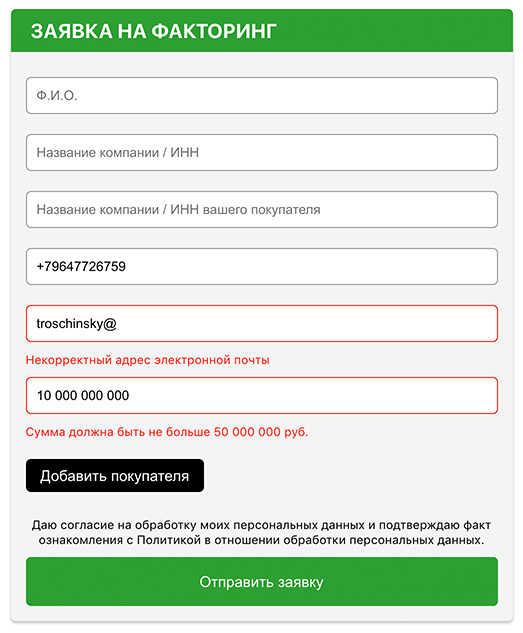 ЗАЯВКА НА ФАКТОРИНГ
Ф.И.О.
Название компании / ИНН
Название компании / ИНН вашего покупателя
+79647726759
troschinsky@
Некорректный адрес электронной почты
10 000 000 000
Сумма должна быть не больше 50 000 000 руб.
Добавить покупателя
Даю согласие на обработку моих персональных данных и подтверждаю факт
ознакомления с Политикой в отношении обработки персональных данных.
Отправить заявку